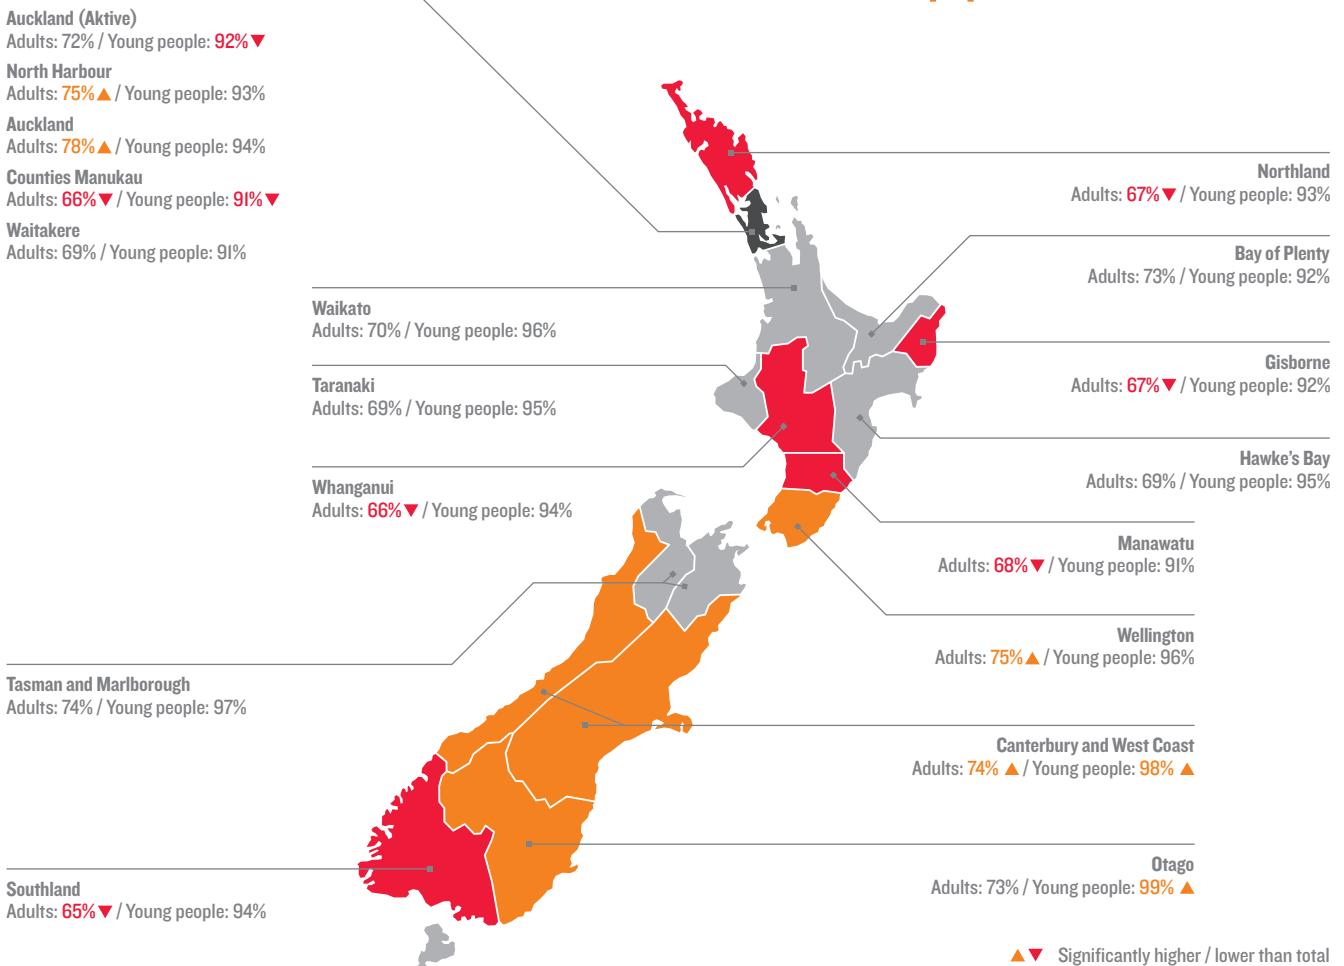 Auckland (Aktive)
Adults: 72% / Young people: 92% ▼
North Harbour
Adults: 75% ▲ / Young people: 93%
Auckland
Adults: 78% ▲ / Young people: 94%
Counties Manukau
Adults: 66% ▼ / Young people: 91% ▼
Waitakere
Adults: 69% / Young people: 91%
Waikato
Adults: 70% / Young people: 96%
Taranaki
Adults: 69% / Young people: 95%
Whanganui
Adults: 66% ▼ / Young people: 94%
Tasman and Marlborough
Adults: 74% / Young people: 97%
Southland
Adults: 65% ▼ / Young people: 94%
Northland
Adults: 67% ▼ / Young people: 93%
Bay of Plenty
Adults: 73% / Young people: 92%
Gisborne
Adults: 67% ▼ / Young people: 92%
Hawke's Bay
Adults: 69% / Young people: 95%
Manawatu
Adults: 68% ▼ / Young people: 91%
Wellington
Adults: 75% ▲ / Young people: 96%
Canterbury and West Coast
Adults: 74% ▲ / Young people: 98% ▲
Otago
Adults: 73% / Young people: 99% ▲
▲ ▼ Significantly higher / lower than total